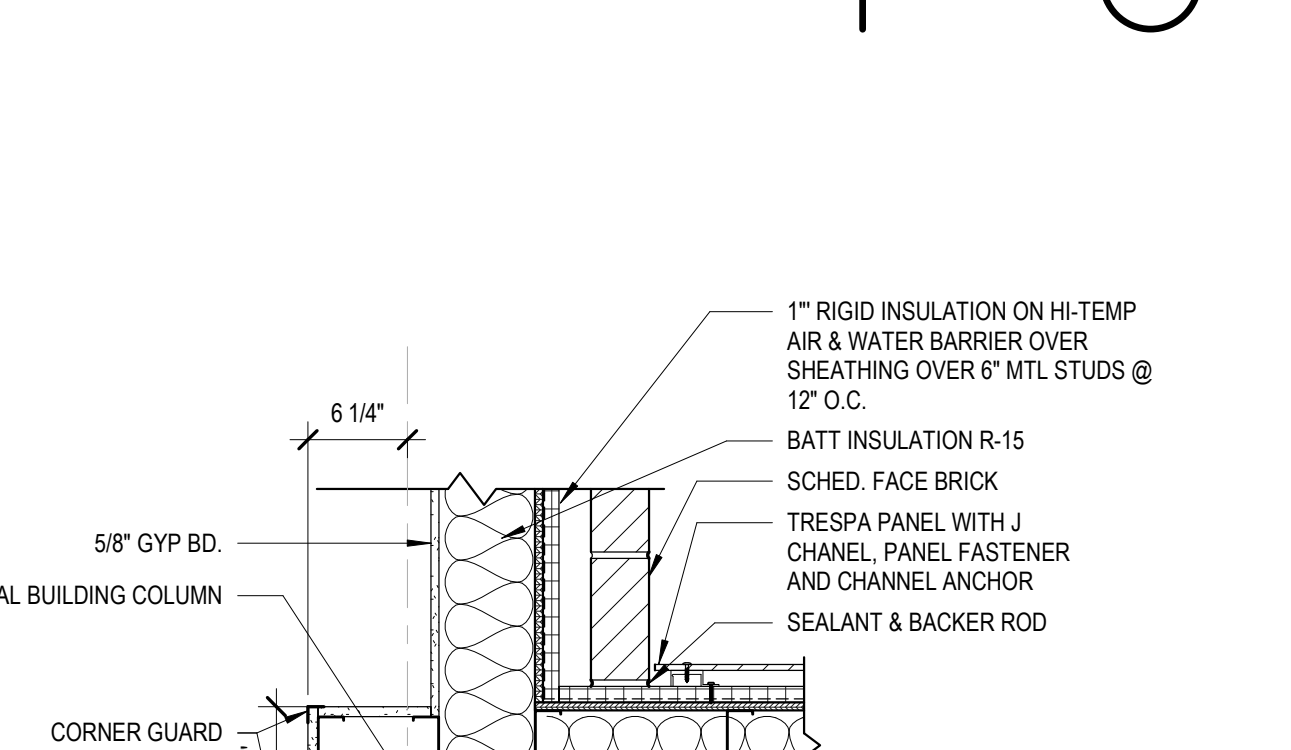 1"' RIGID INSULATION ON HI-TEMP
AIR & WATER BARRIER OVER
SHEATHING OVER 6" MTL STUDS @
12" O.C.
6 1/4"
BATT INSULATION R-15
SCHED. FACE BRICK
TRESPA PANEL WITH J
CHANEL, PANEL FASTENER
AND CHANNEL ANCHOR
5/8" GYP BD.
BUILDING COLUMN
SEALANT & BACKER ROD
CORNER GUARD